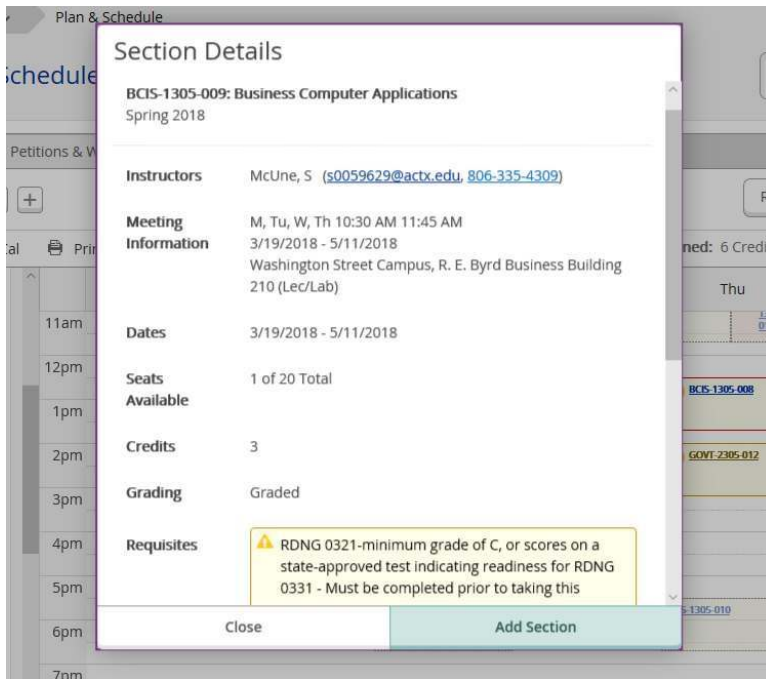 Plan & Schedule
Section Details
BCIS-1305-009: Business Computer Applications
Spring 2018
Petitions &
Instructors McUne, S (s0059629@actx.edu, 806-335-4309)
+
Meeting Information M, Tu, W, Th 10:30 AM 11:45 AM
3/19/2018 - 5/11/2018
Washington Street Campus, R. E. Byrd Business Building
210 (Lec/Lab)
6 Credi
Thu
11am
Dates 3/19/2018 - 5/11/2018
12pm
Seats Available 1 of 20 Total
BCIS-1305-008
1pm
Credits 3
2pm
GOVT-2305-012
Grading Graded
3pm
Requisites RDNG 0321-minimum grade of C, or scores on a
state-approved test indicating readiness for RDNG
0331 - Must be completed prior to taking this
4pm
5pm
S-1305-010
Close Add Section
6pm
7pm